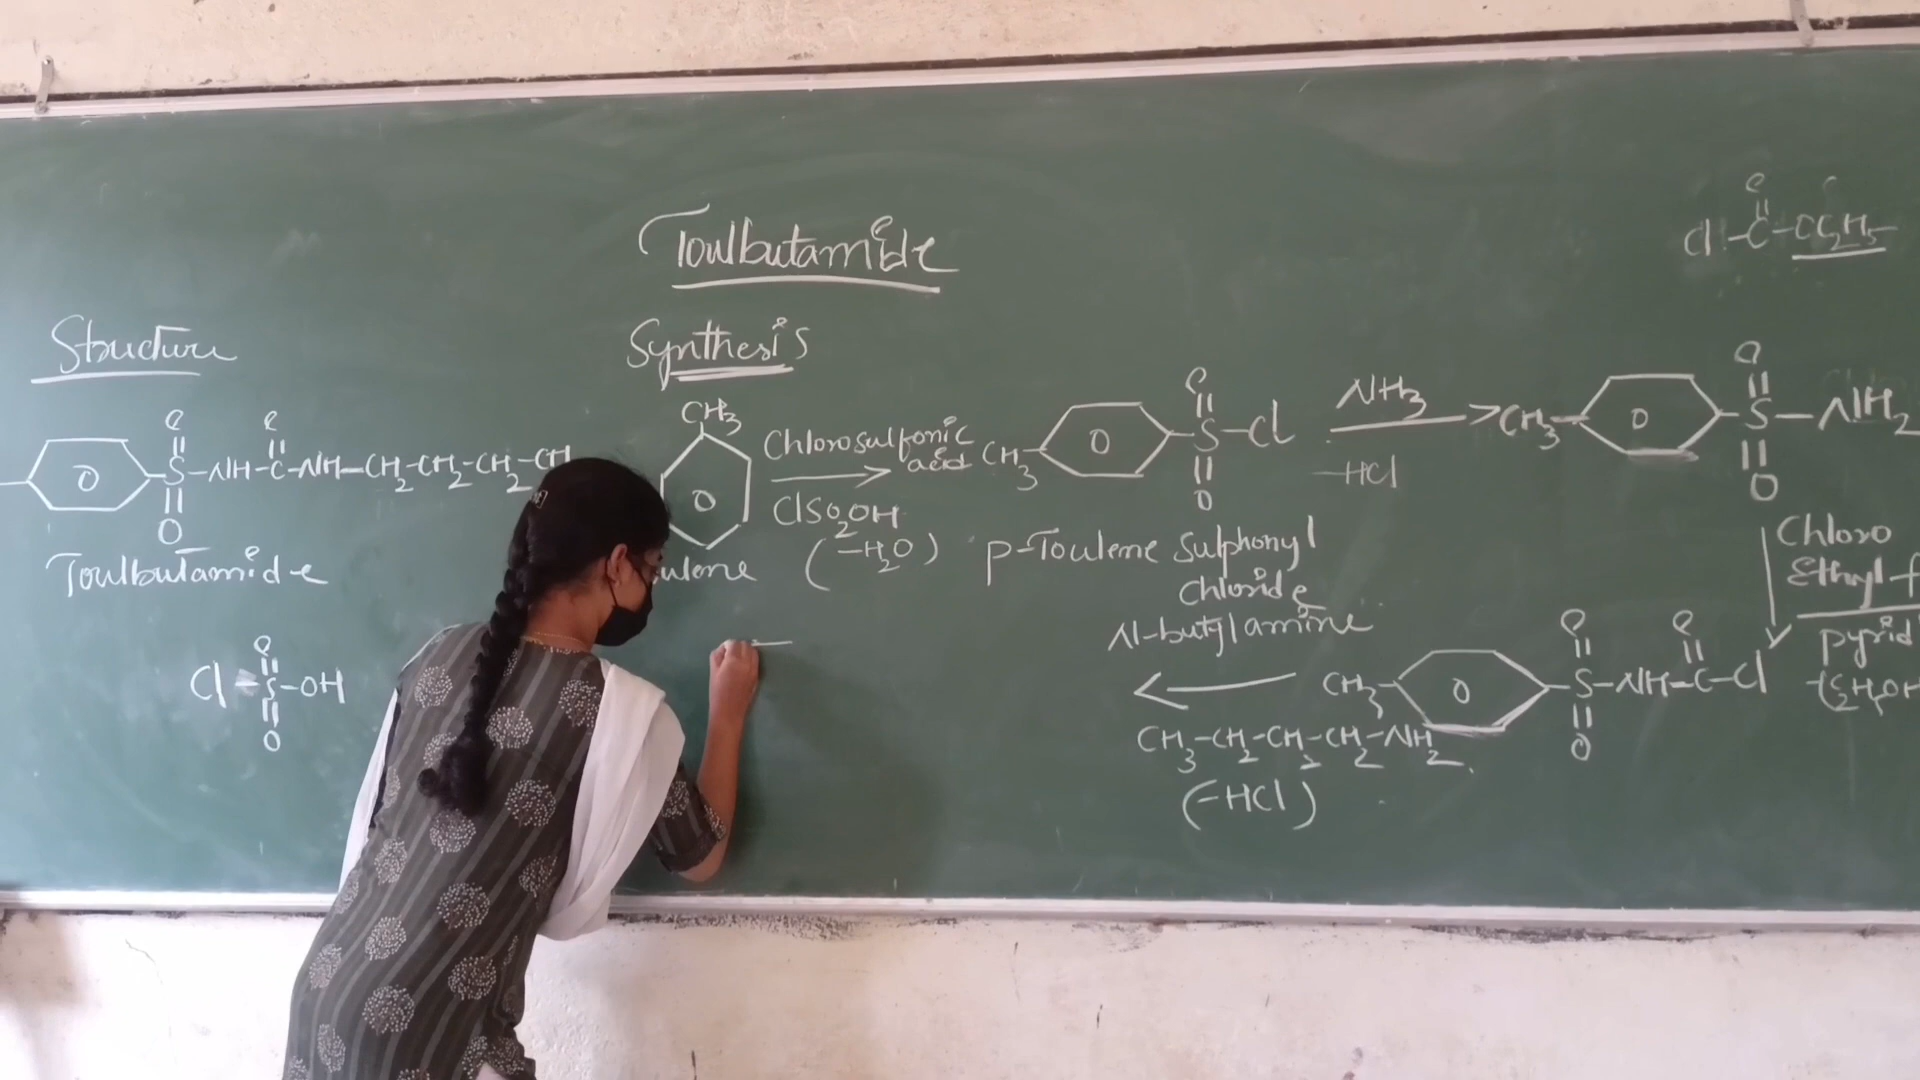 Toulbutamide
Cl-C-OC2H5
O
Structure
O O
S-NH-C-NH-CH2-CH2-CH2-CH
O
O
Toulbutamide
Cl-S-OH
O
O
Synthesis
CH3
O
Chlorosulfonic
acid
ClSO2OH
(-H2O)
CH3 O S-Cl
O
O
p-Toulene Sulphonyl
Chloride
NH3
-HCl
CH3 O S-NH2
O
O
Chloro
Ethyl
-C2H5OH
CH3 O S-NH-C-Cl
O O
O
N-butylamine
CH3-CH2-CH2-CH2-NH2
(-HCl)